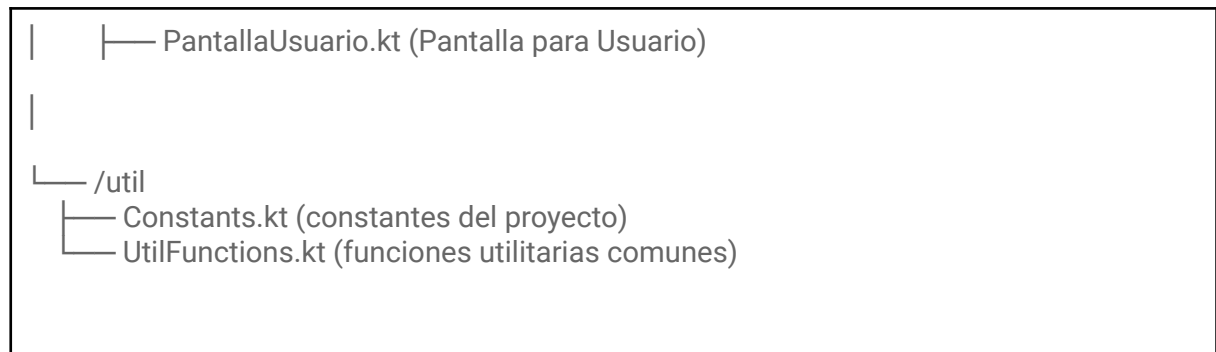 │ ├── PantallaUsuario.kt (Pantalla para Usuario)
│
└── /util
├── Constants.kt (constantes del proyecto)
└── UtilFunctions.kt (funciones utilitarias comunes)